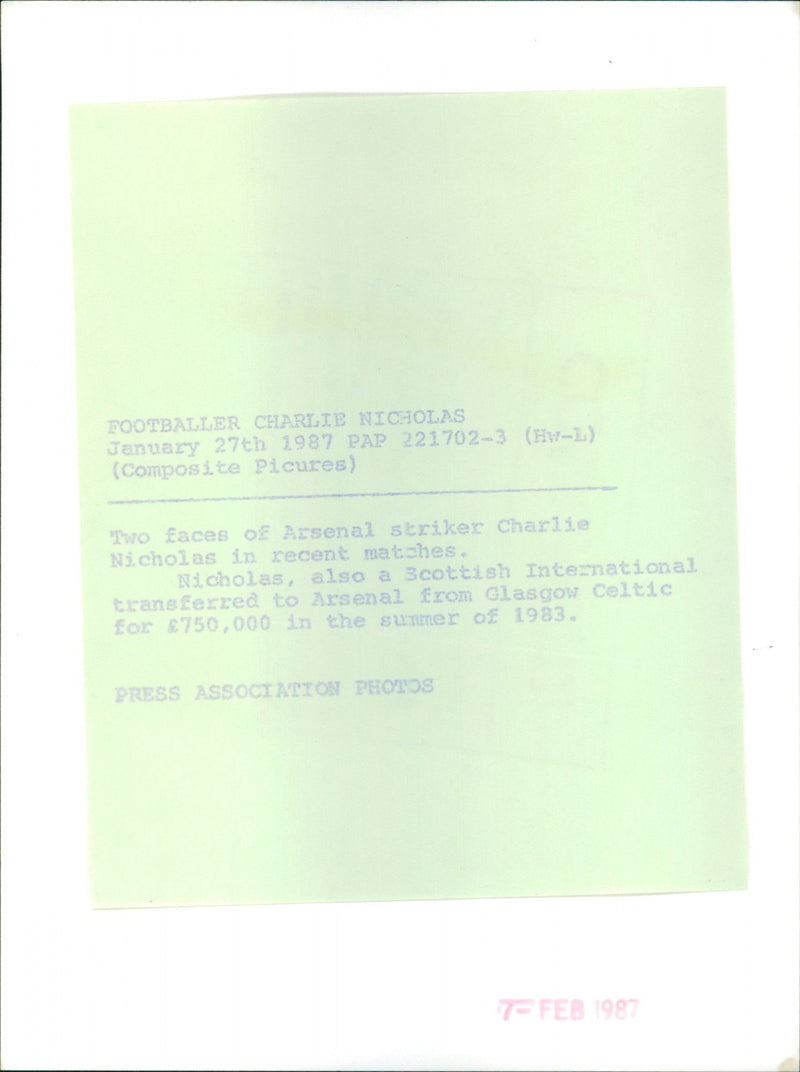 FOOTBALLER CHARLIE NICHOLAS
January 27th 1987 PAP 221702-3 (Hw-L)
(Composite Picures)
Two faces of Arsenal striker Charlie
Nicholas in recent matches.
Nicholas, also a Scottish International
transferred to Arsenal from Glasgow Celtic
for £750,000 in the summer of 1983.
PRESS ASSOCIATION PHOTOS
7- FEB 1987